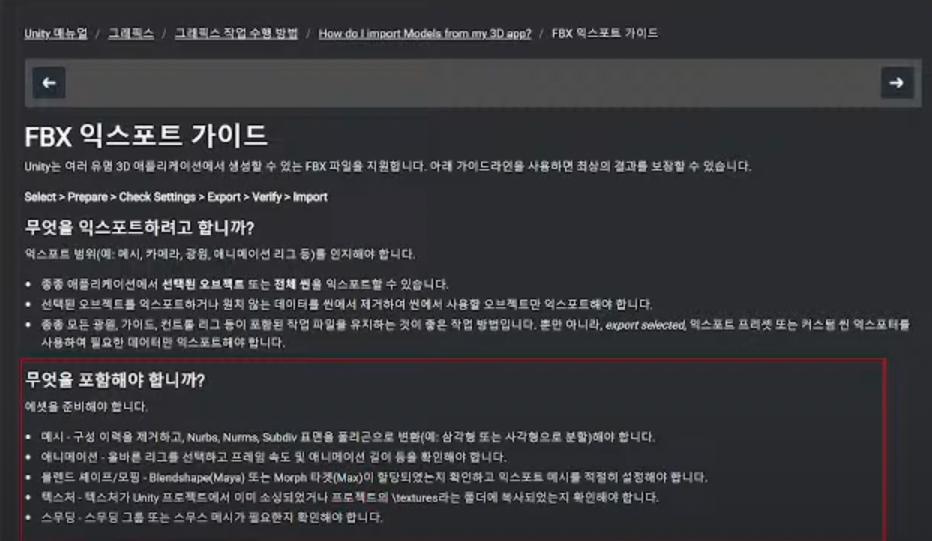 Unity 매뉴얼 / 그래픽스 / 그래픽스 작업 수행 방법 / How do I import Models from my 3D app? / FBX 익스포트 가이드
FBX 익스포트 가이드
Unity는 여러 유명 3D 애플리케이션에서 생성할 수 있는 FBX 파일을 지원합니다. 아래 가이드라인을 사용하면 최상의 결과를 보장할 수 있습니다.
Select > Prepare > Check Settings > Export > Verify > Import
무엇을 익스포트하려고 합니까?
익스포트 범위(예: 메시, 카메라, 광원, 애니메이션 리그 등)를 인지해야 합니다.
• 종종 애플리케이션에서 선택된 오브젝트 또는 전체 씬을 익스포트할 수 있습니다.
• 선택된 오브젝트를 익스포트하거나 원치 않는 데이터를 씬에서 제거하여 씬에서 사용할 오브젝트만 익스포트해야 합니다.
• 종종 모든 광원, 가이드, 컨트롤 리그 등이 포함된 작업 파일을 유지하는 것이 좋은 작업 방법입니다. 뿐만 아니라, export selected, 익스포트 프리셋 또는 커스텀 씬 익스포터를
사용하여 필요한 데이터만 익스포트해야 합니다.
무엇을 포함해야 합니까?
에셋을 준비해야 합니다.
• 메시 - 구성 이력을 제거하고, Nurbs, Nurms, Subdiv 표면을 폴리곤으로 변환(예: 삼각형 또는 사각형으로 분할)해야 합니다.
• 애니메이션 - 올바른 리그를 선택하고 프레임 속도 및 애니메이션 길이 등을 확인해야 합니다.
• 블렌드 셰이프/모핑 - Blendshape(Maya) 또는 Morph 타겟(Max)이 할당되었는지 확인하고 익스포트 메시를 적절히 설정해야 합니다.
• 텍스처 - 텍스처가 Unity 프로젝트에서 이미 소싱되었거나 프로젝트의 \textures라는 폴더에 복사되었는지 확인해야 합니다.
• 스무딩 - 스무딩 그룹 또는 스무스 메시가 필요한지 확인해야 합니다.